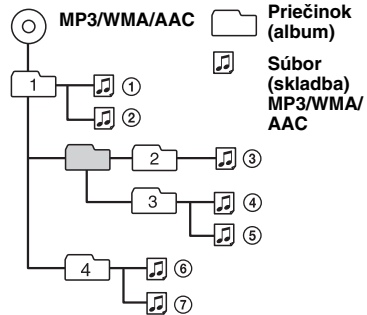 MP3/WMA/AAC
Priečinok
(album)
Súbor
(skladba)
MP3/WMA/
AAC
1
①
②
2
③
3
④
⑤
4
⑥
⑦